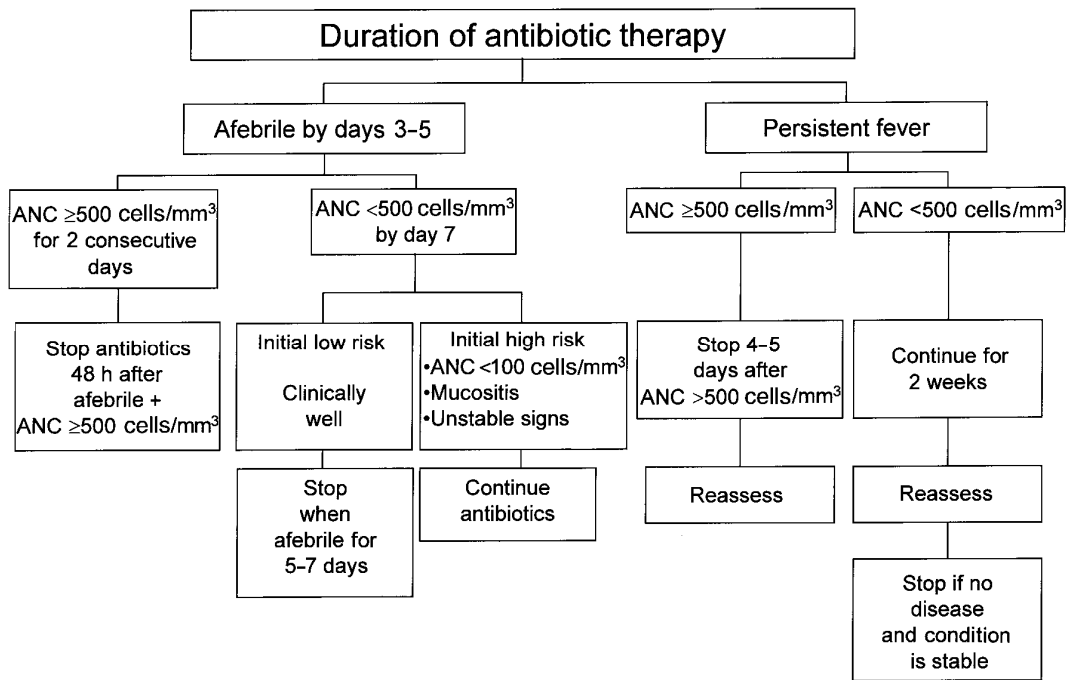 Duration of antibiotic therapy
Afebrile by days 3–5
Persistent fever
ANC ≥500 cells/mm³
for 2 consecutive
days
ANC <500 cells/mm³
by day 7
ANC ≥500 cells/mm³
ANC <500 cells/mm³
Stop antibiotics
48 h after
afebrile +
ANC ≥500 cells/mm³
Initial low risk
Clinically
well
Initial high risk
•ANC <100 cells/mm³
•Mucositis
•Unstable signs
Stop 4–5
days after
ANC >500 cells/mm³
Continue for
2 weeks
Stop
when
afebrile for
5–7 days
Continue
antibiotics
Reassess
Reassess
Stop if no
disease
and condition
is stable